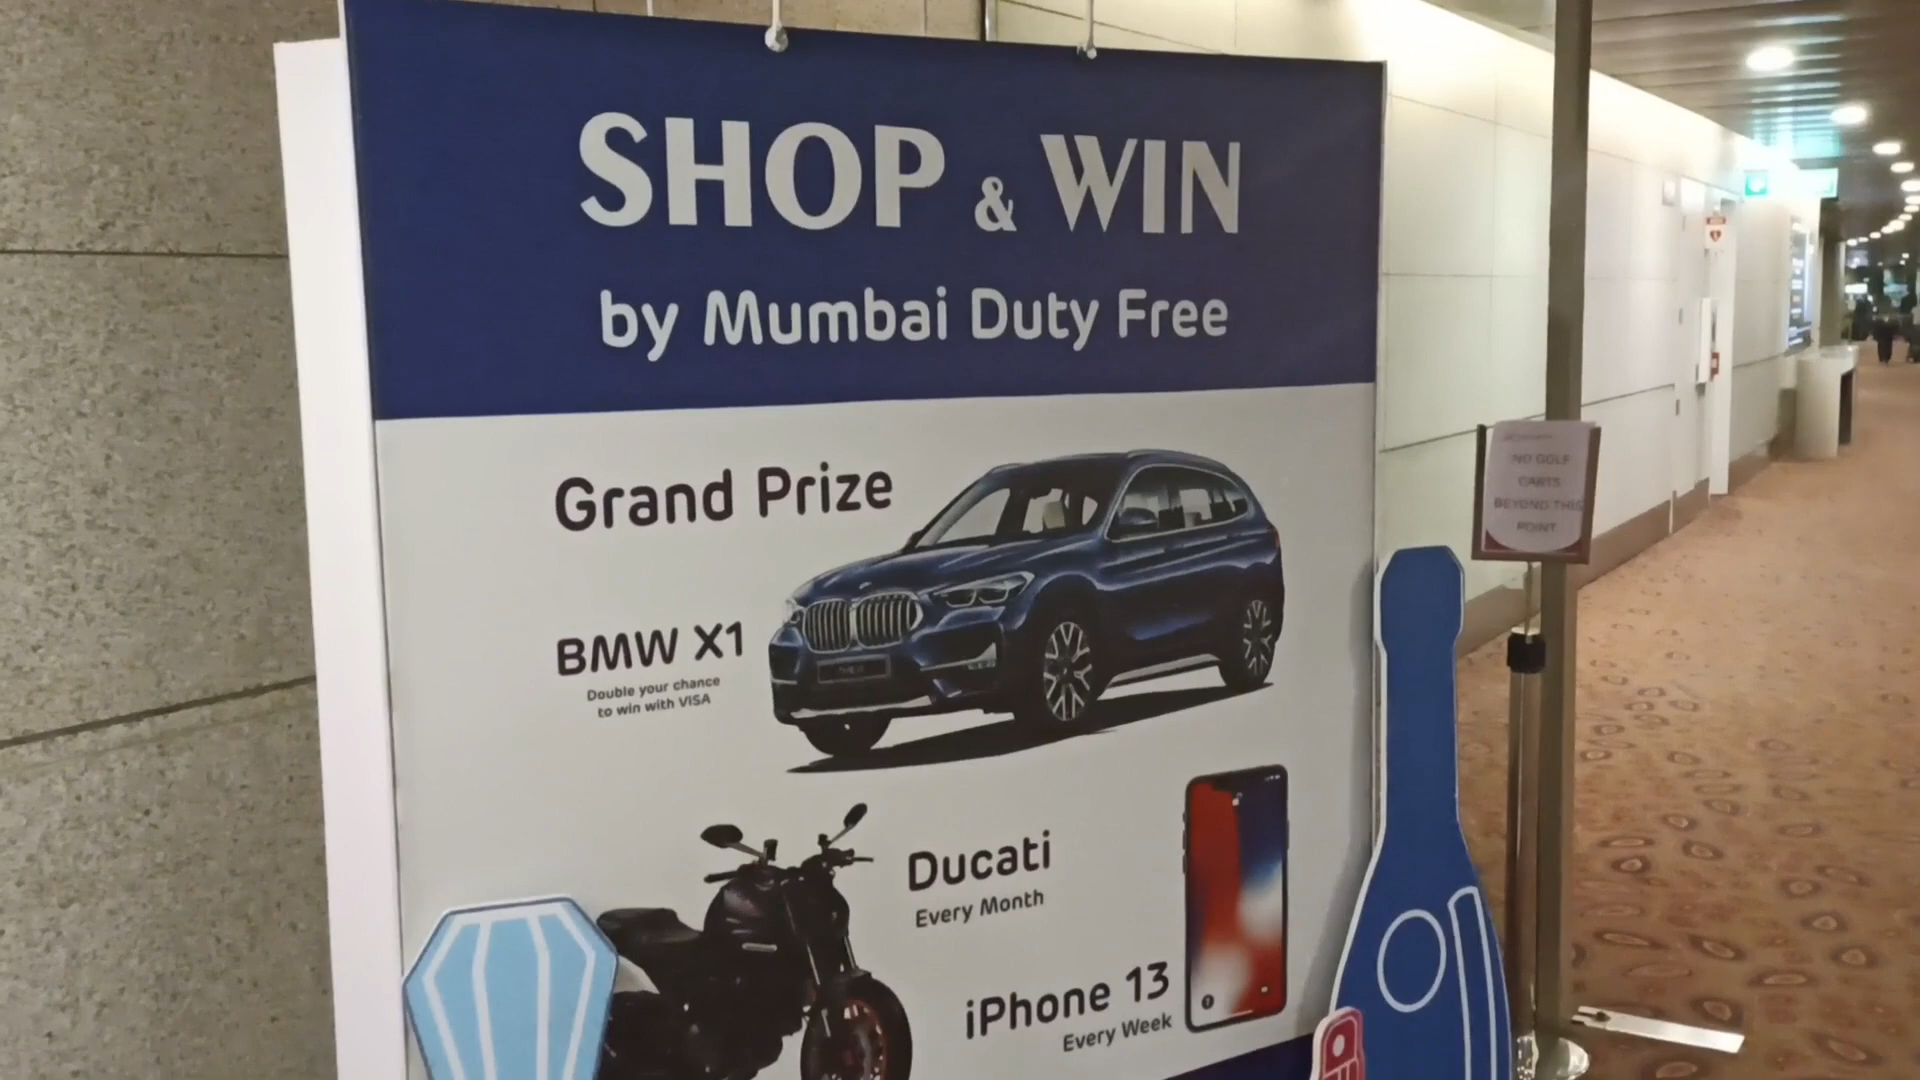 SHOP & WIN
by Mumbai Duty Free
Grand Prize
BMW X1
Double your chance
to win with VISA
Ducati
Every Month
iPhone 13
Every Week
NO GOLF
CARTS
BEYOND THIS
POINT